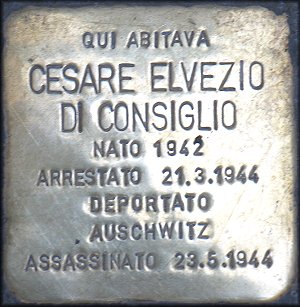 QUI ABITAVA
CESARE ELVEZIO
DI CONSIGLIO
NATO 1942
ARRESTATO 21.3.1944
DEPORTATO
AUSCHWITZ
ASSASSINATO 23.5.1944